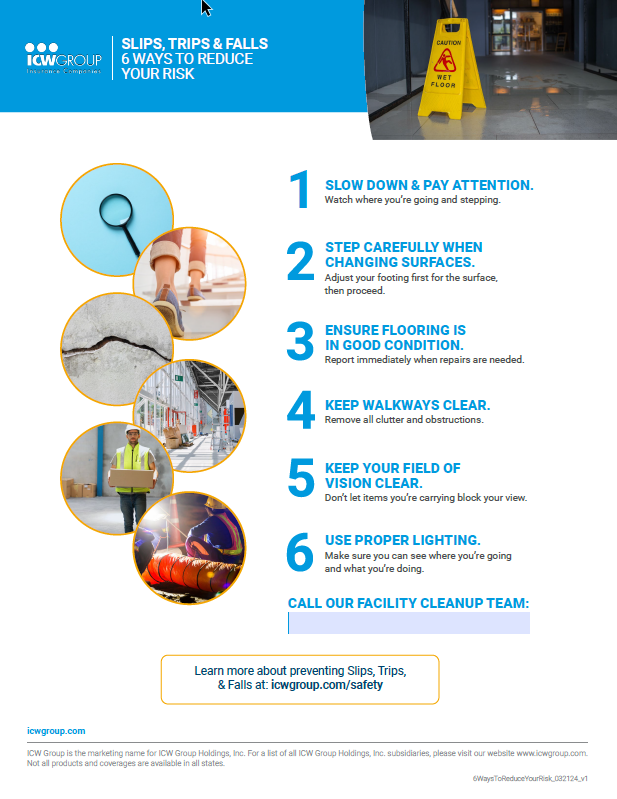 ICWGROUP
Insurance Companies
SLIPS, TRIPS & FALLS
6 WAYS TO REDUCE
YOUR RISK
CAUTION
WET
FLOOR
1 SLOW DOWN & PAY ATTENTION.
Watch where you're going and stepping.
2 STEP CAREFULLY WHEN
CHANGING SURFACES.
Adjust your footing first for the surface,
then proceed.
3 ENSURE FLOORING IS
IN GOOD CONDITION.
Report immediately when repairs are needed.
4 KEEP WALKWAYS CLEAR.
Remove all clutter and obstructions.
5 KEEP YOUR FIELD OF
VISION CLEAR.
Don't let items you're carrying block your view.
6 USE PROPER LIGHTING.
Make sure you can see where you're going
and what you're doing.
CALL OUR FACILITY CLEANUP TEAM:
Learn more about preventing Slips, Trips,
& Falls at: icwgroup.com/safety
icwgroup.com
ICW Group is the marketing name for ICW Group Holdings, Inc. For a list of all ICW Group Holdings, Inc. subsidiaries, please visit our website www.icwgroup.com.
Not all products and coverages are available in all states.
6WaysToReduceYourRisk_032124_v1